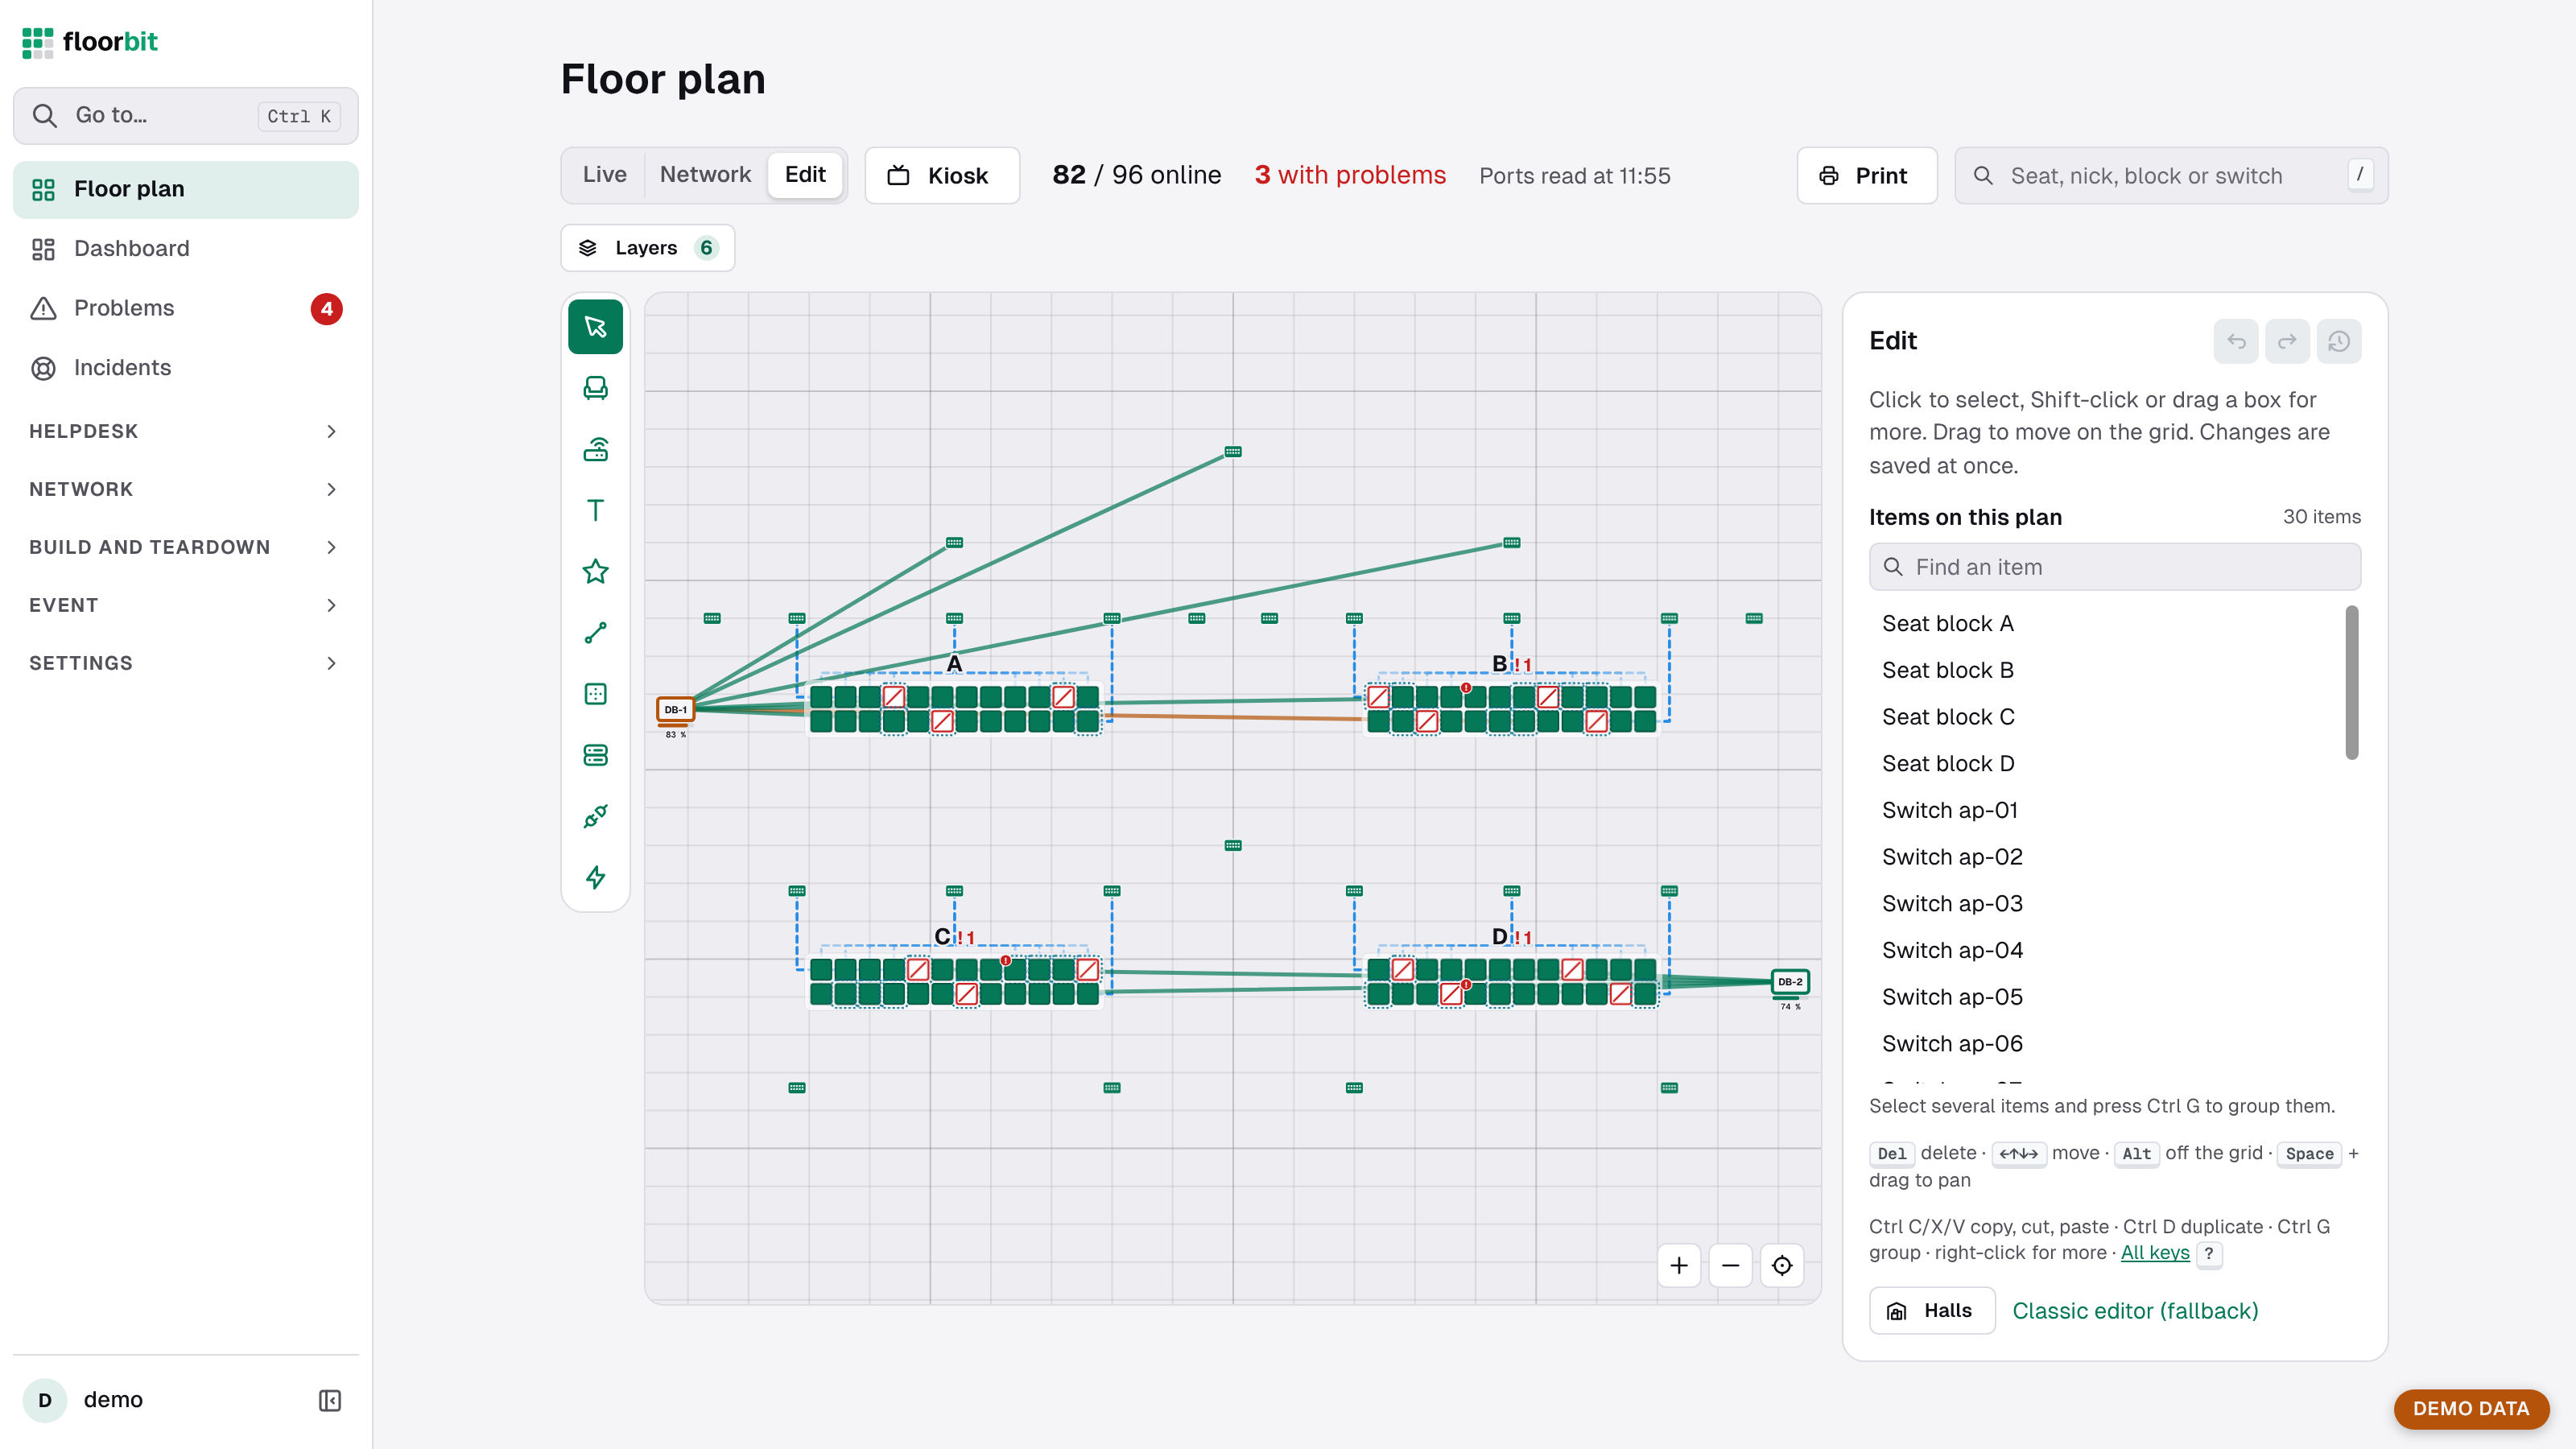 floorbit
Go to...
Ctrl K
Floor plan
Dashboard
Problems
4
Incidents
HELPDESK
NETWORK
BUILD AND TEARDOWN
EVENT
SETTINGS
D
demo
Floor plan
Live
Network
Edit
Kiosk
82 / 96 online
3 with problems
Ports read at 11:55
Print
Seat, nick, block or switch
/
Layers
6
A
B !1
DB-1
83 %
C !1
D !1
DB-2
74 %
Edit
Click to select, Shift-click or drag a box for
more. Drag to move on the grid. Changes are
saved at once.
Items on this plan
30 items
Find an item
Seat block A
Seat block B
Seat block C
Seat block D
Switch ap-01
Switch ap-02
Switch ap-03
Switch ap-04
Switch ap-05
Switch ap-06
Select several items and press Ctrl G to group them.
Del delete · ←↑↓→ move · Alt off the grid · Space +
drag to pan
Ctrl C/X/V copy, cut, paste · Ctrl D duplicate · Ctrl G
group · right-click for more · All keys ?
Halls
Classic editor (fallback)
DEMO DATA